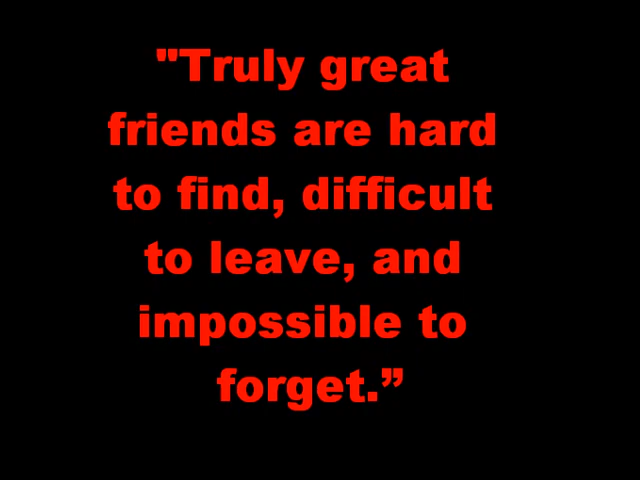 "Truly great
friends are hard
to find, difficult
to leave, and
impossible to
forget.”